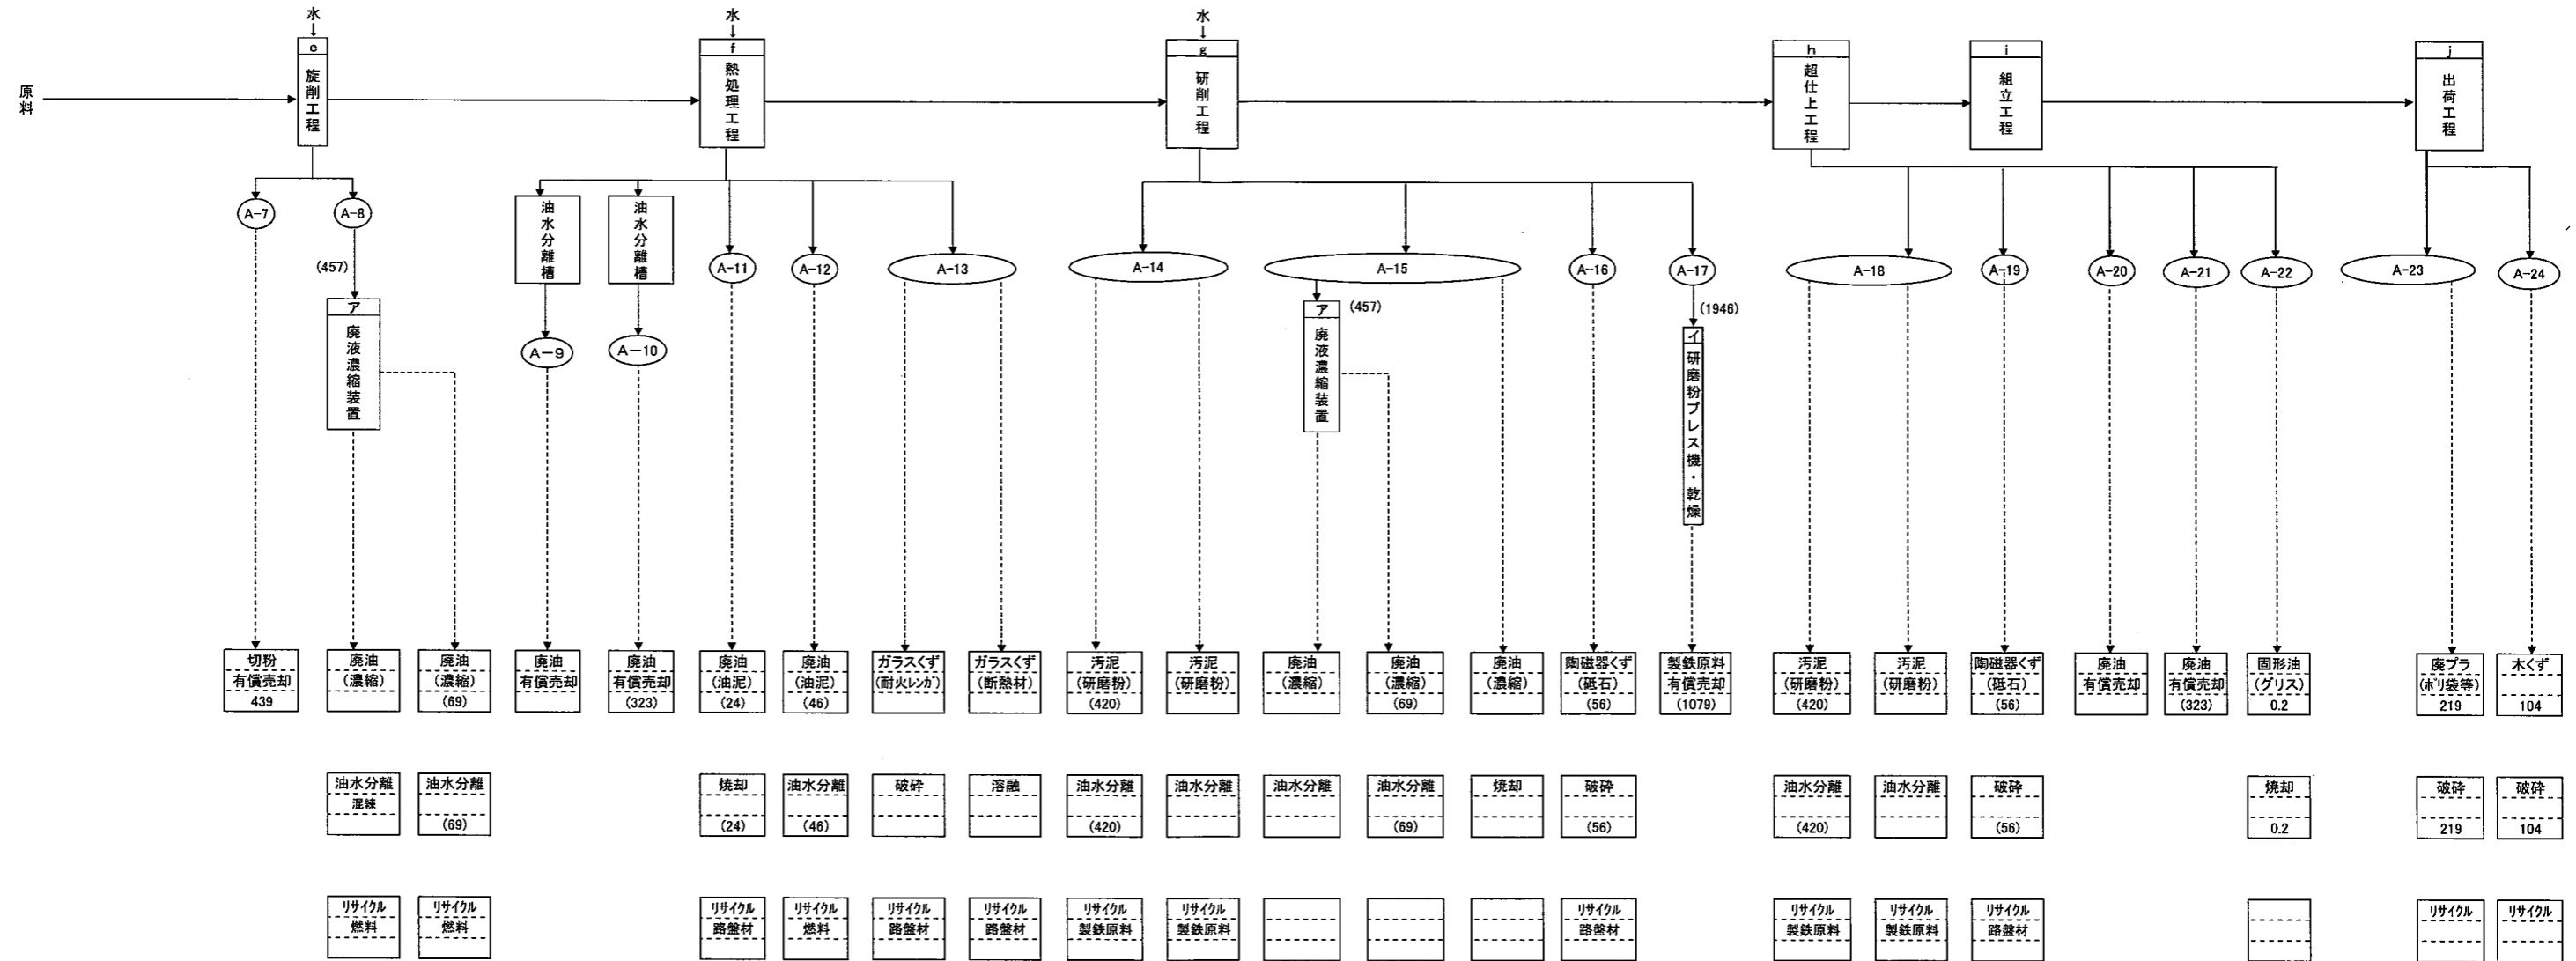 水
水
水
e
旋削工程
f
熱処理工程
g
研削工程
h
超仕上工程
i
組立工程
j
出荷工程
原料
A-7
A-8
油水分離槽
油水分離槽
A-11
A-12
A-13
A-14
A-15
A-16
A-17
A-18
A-19
A-20
A-21
A-22
A-23
A-24
(457)
(457)
(1946)
ア
廃液濃縮装置
A-9
A-10
ア
廃液濃縮装置
イ
研磨粉プレス機・乾燥
切粉
有償売却
439
廃油
(濃縮)
廃油
(濃縮)
(69)
廃油
有償売却
廃油
有償売却
(323)
廃油
(油泥)
(24)
廃油
(油泥)
(46)
ガラスくず
(耐火レンガ)
ガラスくず
(断熱材)
汚泥
(研磨粉)
(420)
汚泥
(研磨粉)
廃油
(濃縮)
廃油
(濃縮)
(69)
廃油
(濃縮)
陶磁器くず
(砥石)
(56)
製鉄原料
有償売却
(1079)
汚泥
(研磨粉)
(420)
汚泥
(研磨粉)
陶磁器くず
(砥石)
(56)
廃油
有償売却
廃油
有償売却
(323)
固形油
(グリス)
0.2
廃プラ
(ポリ袋等)
219
木くず
104
油水分離
混練
油水分離
(69)
焼却
(24)
油水分離
(46)
破砕
溶融
油水分離
(420)
油水分離
油水分離
油水分離
(69)
焼却
破砕
(56)
油水分離
(420)
油水分離
破砕
(56)
焼却
0.2
破砕
219
破砕
104
リサイクル
燃料
リサイクル
燃料
リサイクル
路盤材
リサイクル
燃料
リサイクル
路盤材
リサイクル
路盤材
リサイクル
製鉄原料
リサイクル
製鉄原料
リサイクル
路盤材
リサイクル
製鉄原料
リサイクル
製鉄原料
リサイクル
路盤材
リサイクル
リサイクル